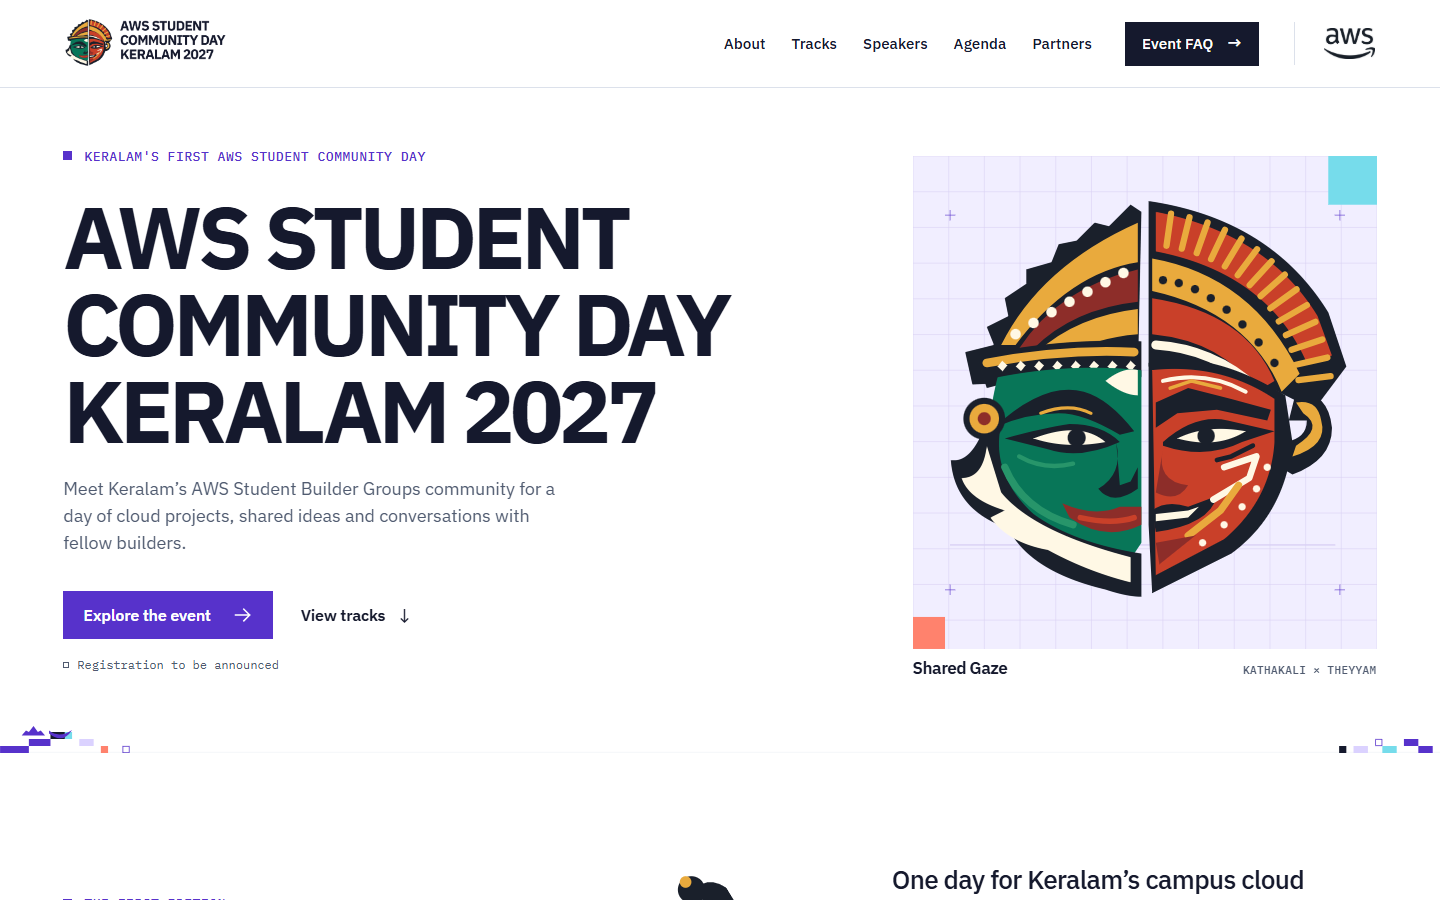 AWS STUDENT
COMMUNITY DAY
KERALAM 2027
About
Tracks
Speakers
Agenda
Partners
Event FAQ →
aws
KERALAM'S FIRST AWS STUDENT COMMUNITY DAY
AWS STUDENT
COMMUNITY DAY
KERALAM 2027
Meet Keralam’s AWS Student Builder Groups community for a
day of cloud projects, shared ideas and conversations with
fellow builders.
Explore the event →
View tracks ↓
Registration to be announced
Shared Gaze
KATHAKALI × THEYYAM
One day for Keralam’s campus cloud